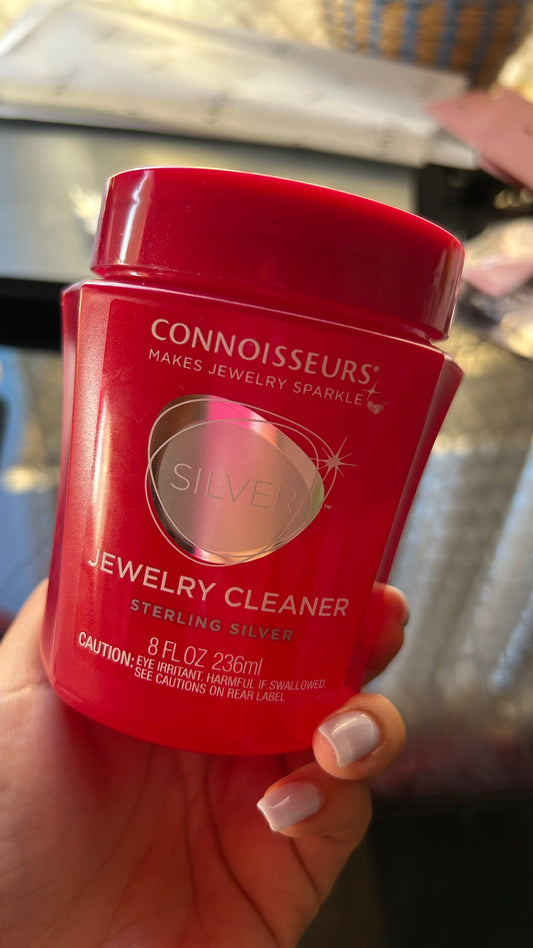 CONNOISSEURS®
MAKES JEWELRY SPARKLE
SILVER™
JEWELRY CLEANER
STERLING SILVER
8 FL OZ 236ml
CAUTION: EYE IRRITANT. HARMFUL IF SWALLOWED
SEE CAUTIONS ON REAR LABEL